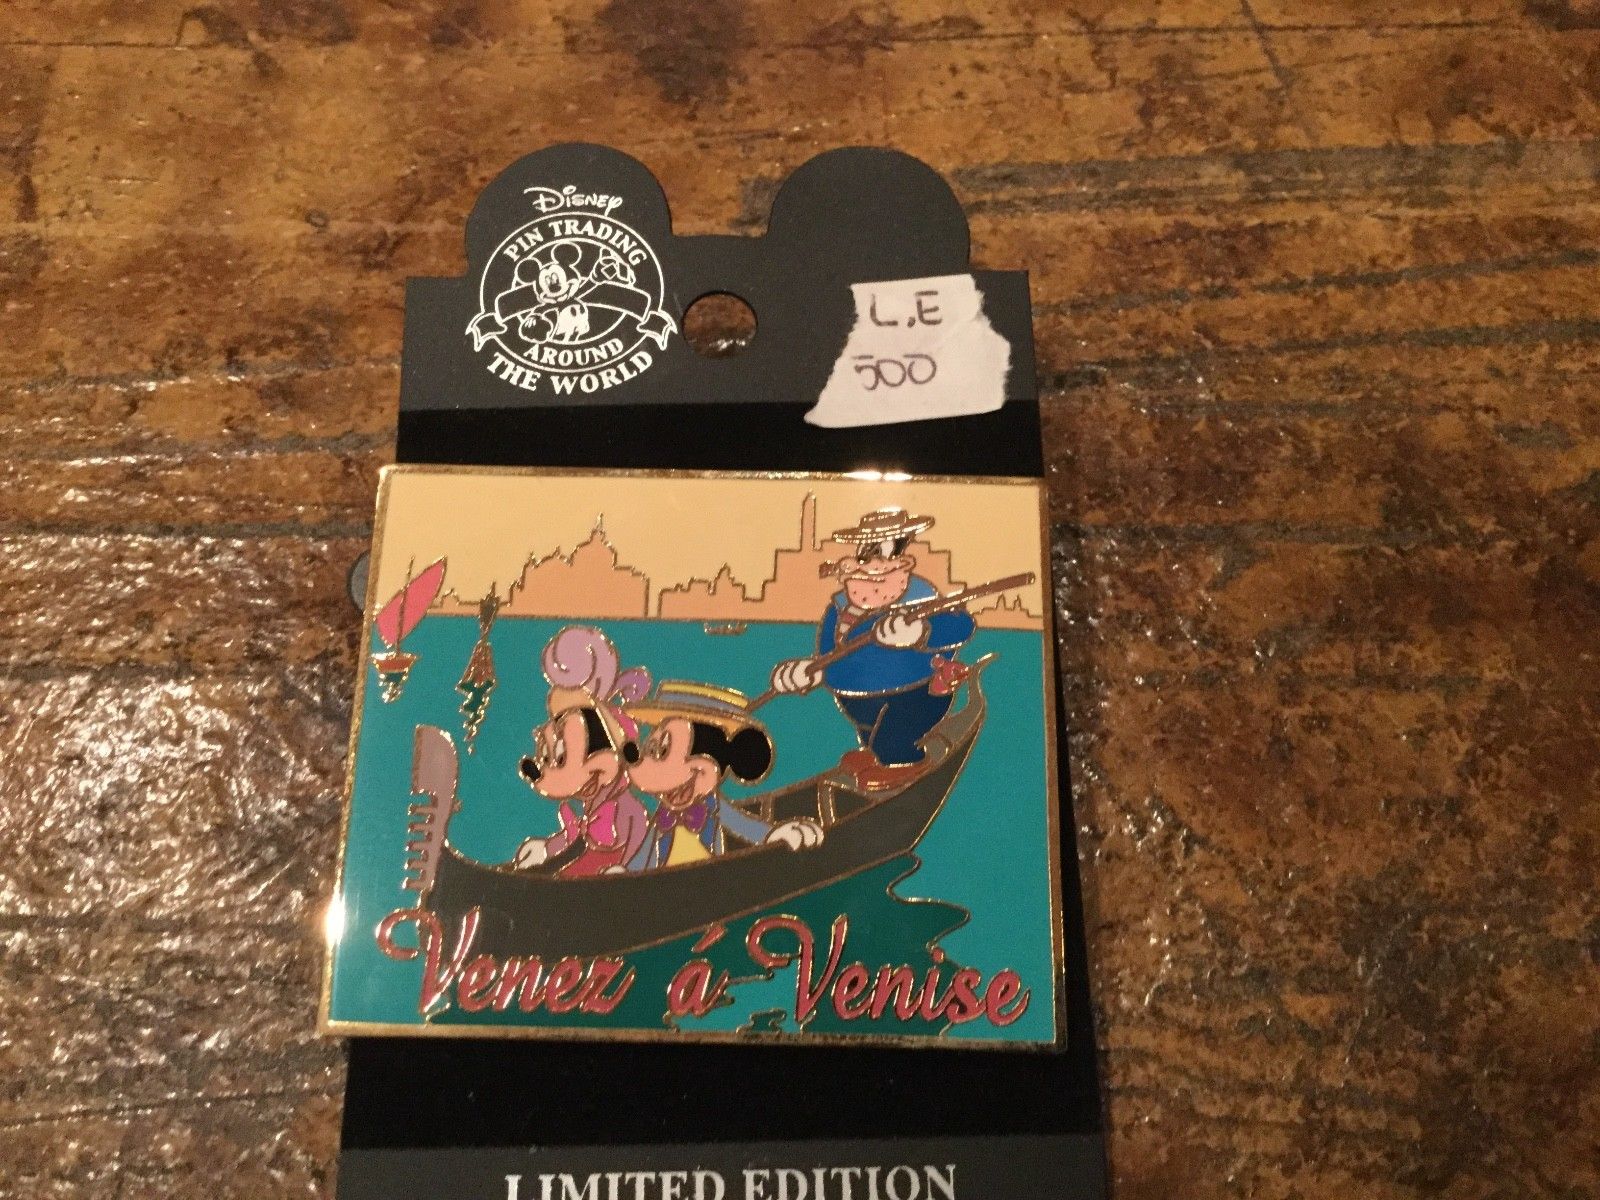 Disney
PIN TRADING
AROUND
THE WORLD
L.E
500
Venez á Venise
LIMITED EDITION